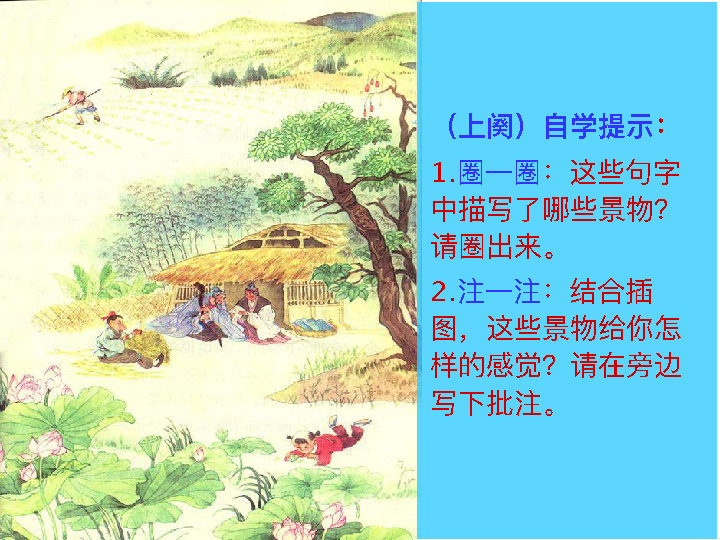 （上阕）自学提示：
1.圈一圈：这些句子
中描写了哪些景物？
请圈出来。
2.注一注：结合插
图，这些景物给你怎
样的感觉？请在旁边
写下批注。